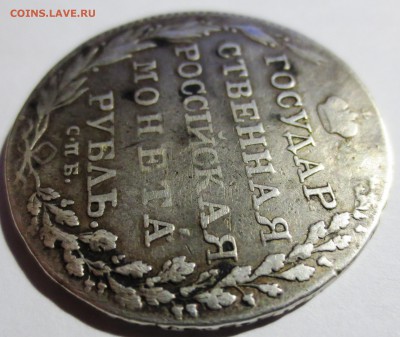 COINS.LAVE.RU
ГОСУДАР
СТВЕННАЯ
РОССІЙСКАЯ
МОНЕТА
РУБЛЬ.
С.П.Б.